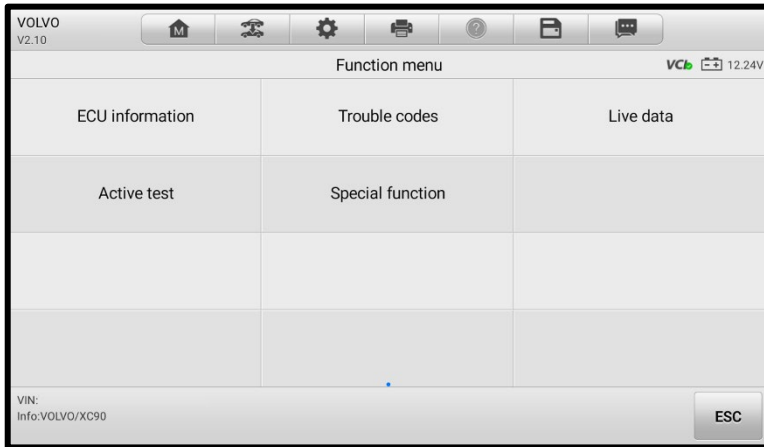 VOLVO
V2.10
M
?
Function menu
VCI
12.24V
ECU information
Trouble codes
Live data
Active test
Special function
VIN:
Info:VOLVO/XC90
ESC